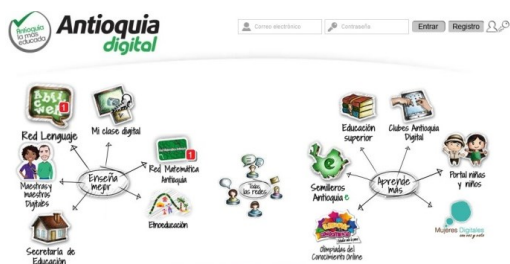 Antioquia
la más
educada
Antioquia
digital
Correo electrónico
Contraseña
Entrar
Registro
Red Lenguaje
Mi clase digital
Maestras y
maestros
Digitales
Enseña
mejor
Red Matemática
Antioquia
Etnoeducación
Secretaría de
Educación
Todas
las redes
Educación
superior
Clubes Antioquia
Digital
Semilleros
Antioquia e
Aprende
más
Portal niñas
y niños
Olimpiadas del
Conocimiento Online
Mujeres Digitales